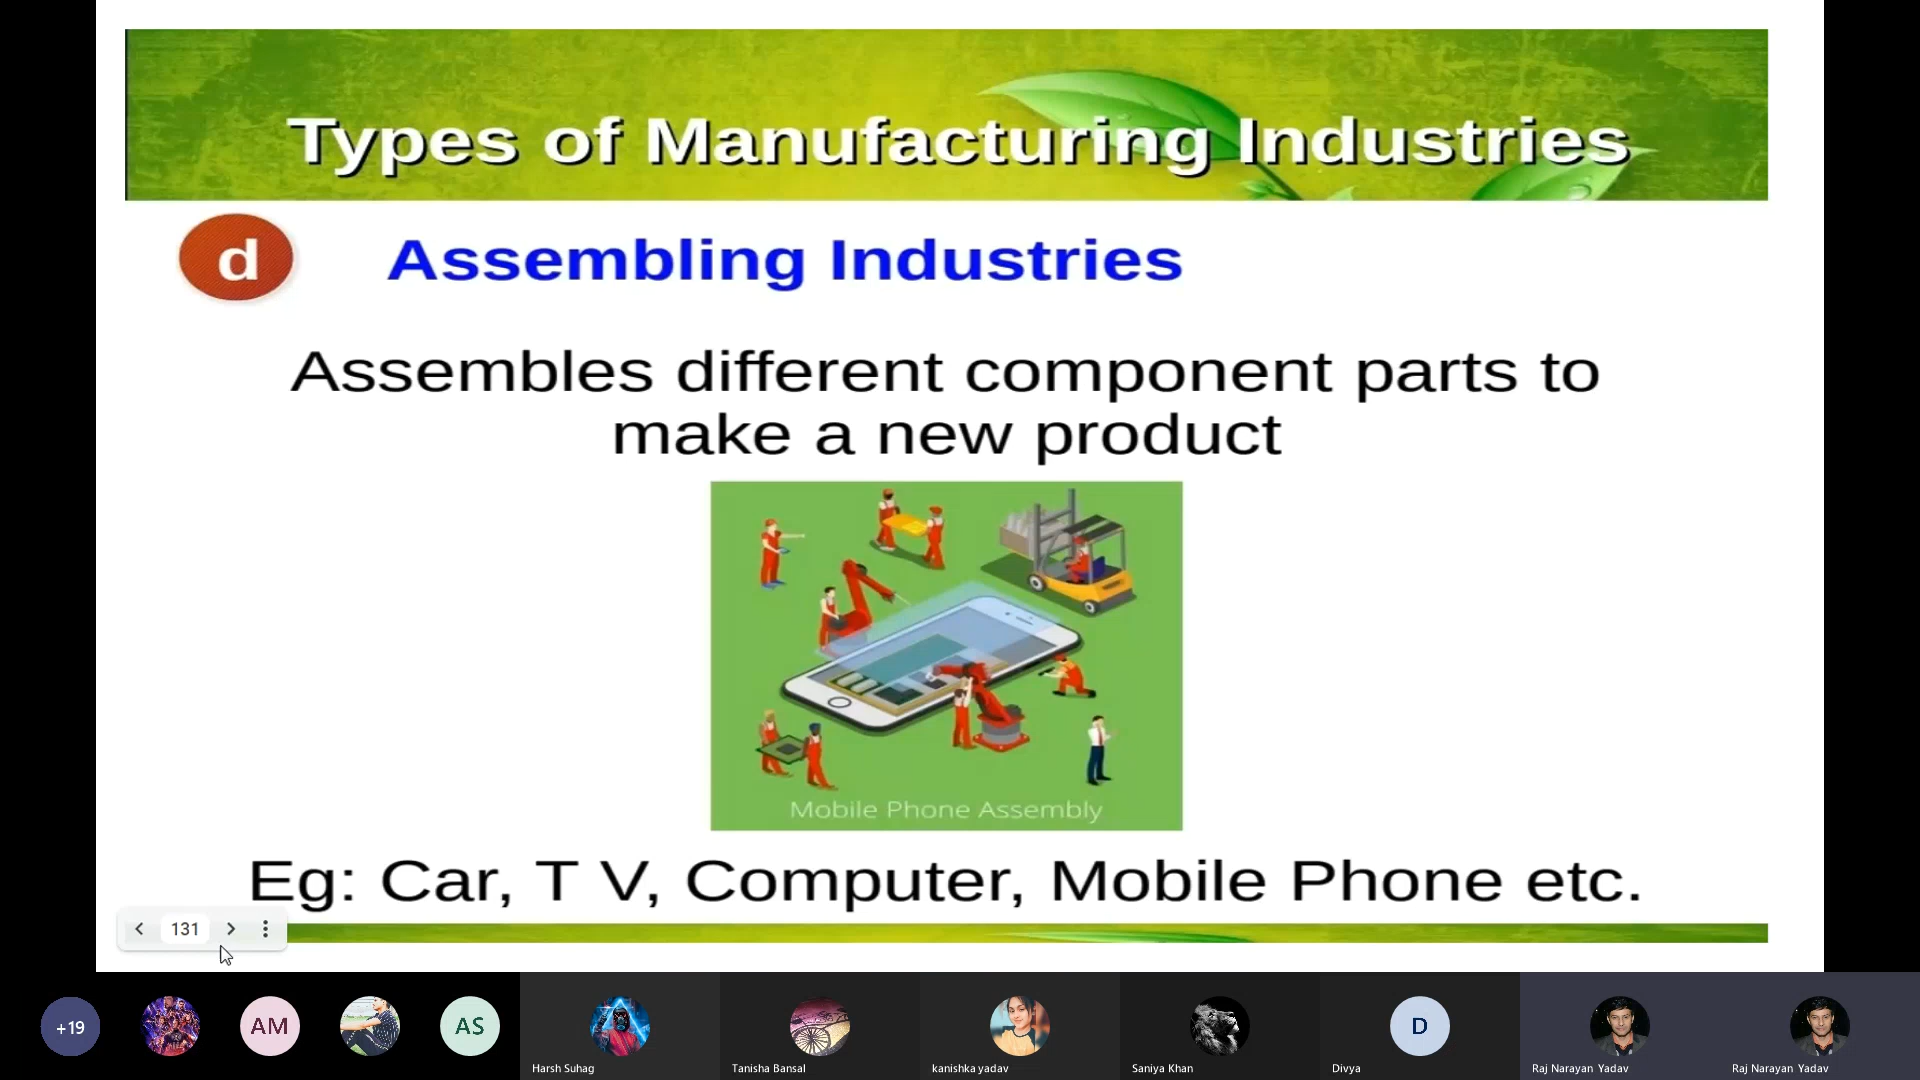 Types of Manufacturing Industries
d
Assembling Industries
Assembles different component parts to
make a new product
Mobile Phone Assembly
Eg: Car, T V, Computer, Mobile Phone etc.
131
+19
AM
AS
D
Harsh Suhag
Tanisha Bansal
kanishka yadav
Saniya Khan
Divya
Raj Narayan Yadav
Raj Narayan Yadav